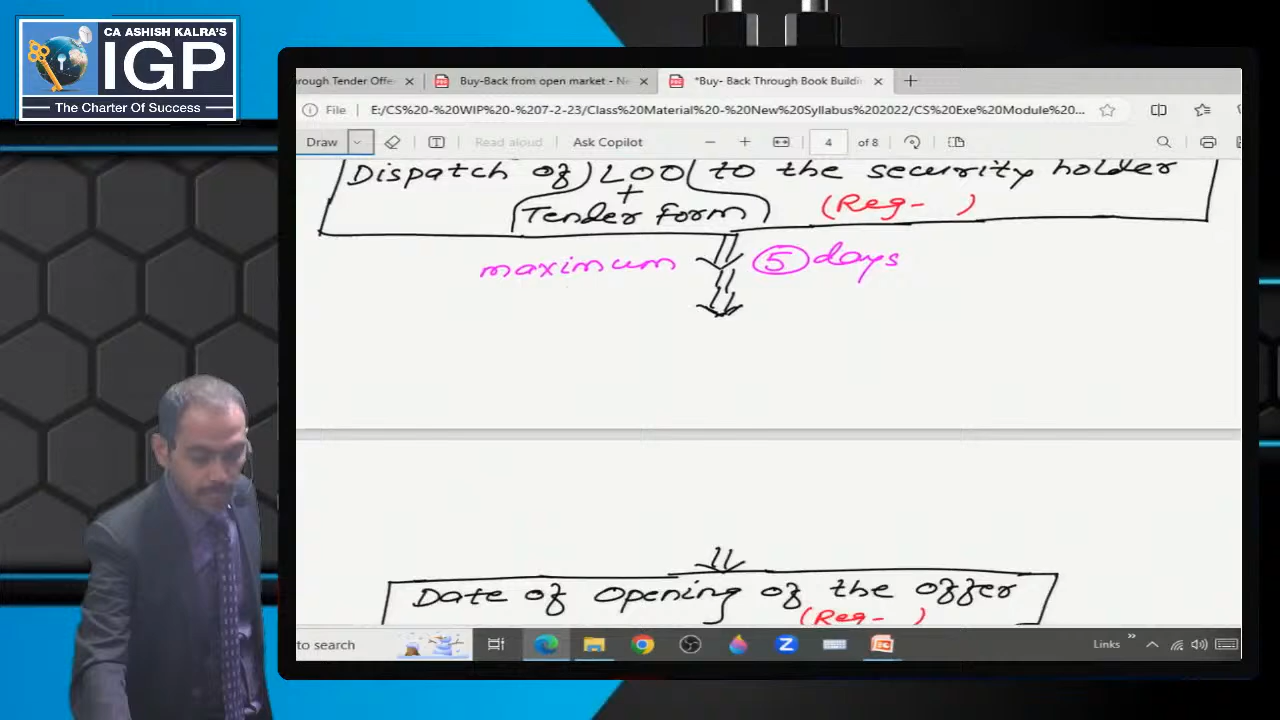 CA ASHISH KALRA'S
IGP
The Charter Of Success
rough Tender Offe
Buy-Back from open market - Ne
*Buy- Back Through Book Buildin
File
E:/CS%20-%20WIP%20-%207-2-23/Class%20Material%20-%20New%20Syllabus%202022/CS%20Exe%20Module%20...
Draw
Read aloud
Ask Copilot
4 of 8
Dispatch of LOO to the security holder
+
Tender form (Reg- )
maximum 5 days
Date of Opening of the offer
(Reg- )
to search
Links